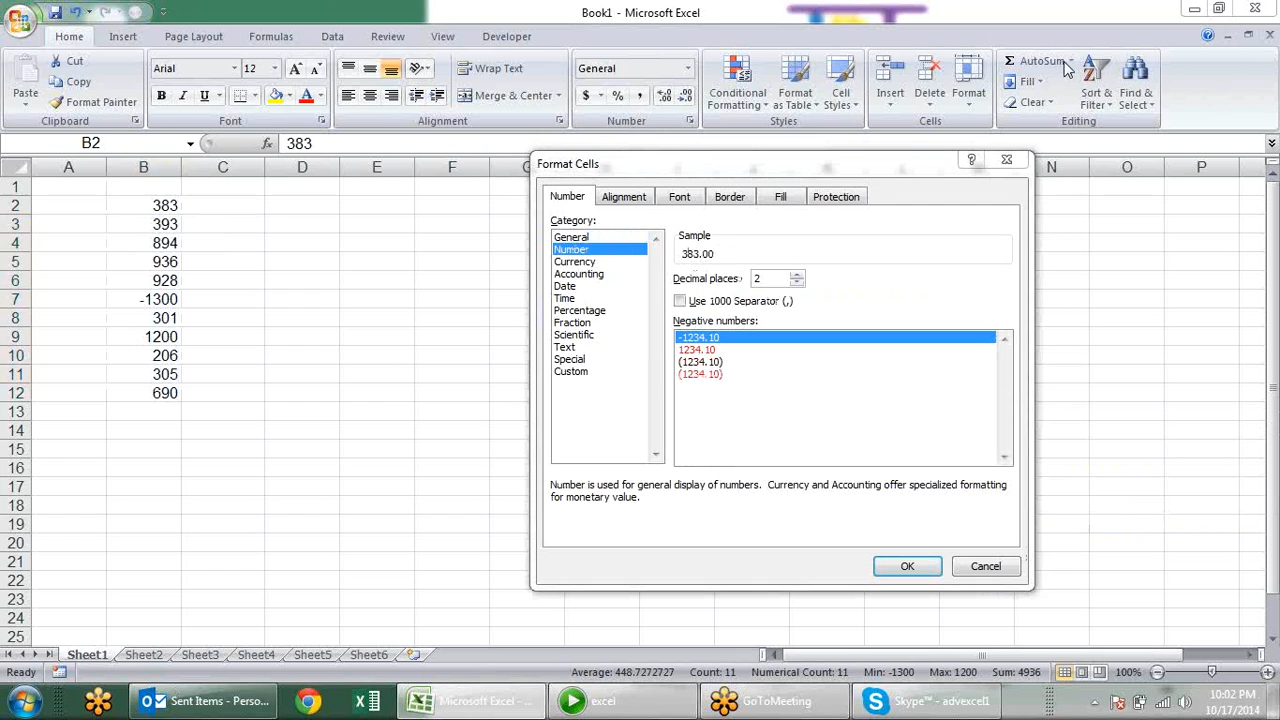 Book1 - Microsoft Excel
Home Insert Page Layout Formulas Data Review View Developer
Paste
Cut
Copy
Format Painter
Clipboard
Arial 12
B I U
Font
Wrap Text
Merge & Center
Alignment
General
$ % ,
Number
Conditional Formatting
Format as Table
Cell Styles
Styles
Insert
Delete
Format
Cells
Σ AutoSum
Fill
Clear
Sort & Filter
Find & Select
Editing
B2 fx 383
A B C D E F G N O P
1
2 383
3 393
4 894
5 936
6 928
7 -1300
8 301
9 1200
10 206
11 305
12 690
13
14
15
16
17
18
19
20
21
22
23
24
25
Format Cells
Number Alignment Font Border Fill Protection
Category:
General
Number
Currency
Accounting
Date
Time
Percentage
Fraction
Scientific
Text
Special
Custom
Sample
383.00
Decimal places: 2
Use 1000 Separator (,)
Negative numbers:
-1234.10
1234.10
(1234.10)
(1234.10)
Number is used for general display of numbers. Currency and Accounting offer specialized formatting
for monetary value.
OK Cancel
Sheet1 Sheet2 Sheet3 Sheet4 Sheet5 Sheet6
Ready Average: 448.7272727 Count: 11 Numerical Count: 11 Min: -1300 Max: 1200 Sum: 4936 100%
Sent Items - Perso... Microsoft Excel - ... excel GoToMeeting Skype™ - advexcel1 10:02 PM
10/17/2014